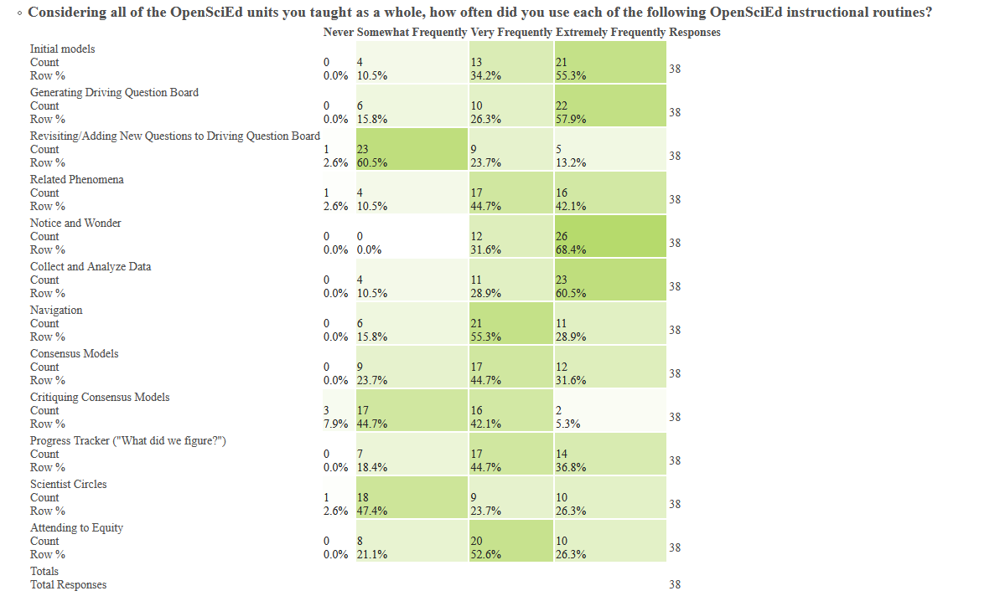 Considering all of the OpenSciEd units you taught as a whole, how often did you use each of the following OpenSciEd instructional routines?
Never Somewhat Frequently Very Frequently Extremely Frequently Responses
Initial models
Count 0 4 13 21 38
Row % 0.0% 10.5% 34.2% 55.3%
Generating Driving Question Board
Count 0 6 10 22 38
Row % 0.0% 15.8% 26.3% 57.9%
Revisiting/Adding New Questions to Driving Question Board
Count 1 23 9 5 38
Row % 2.6% 60.5% 23.7% 13.2%
Related Phenomena
Count 1 4 17 16 38
Row % 2.6% 10.5% 44.7% 42.1%
Notice and Wonder
Count 0 0 12 26 38
Row % 0.0% 0.0% 31.6% 68.4%
Collect and Analyze Data
Count 0 4 11 23 38
Row % 0.0% 10.5% 28.9% 60.5%
Navigation
Count 0 6 21 11 38
Row % 0.0% 15.8% 55.3% 28.9%
Consensus Models
Count 0 9 17 12 38
Row % 0.0% 23.7% 44.7% 31.6%
Critiquing Consensus Models
Count 3 17 16 2 38
Row % 7.9% 44.7% 42.1% 5.3%
Progress Tracker ("What did we figure?")
Count 0 7 17 14 38
Row % 0.0% 18.4% 44.7% 36.8%
Scientist Circles
Count 1 18 9 10 38
Row % 2.6% 47.4% 23.7% 26.3%
Attending to Equity
Count 0 8 20 10 38
Row % 0.0% 21.1% 52.6% 26.3%
Totals
Total Responses 38